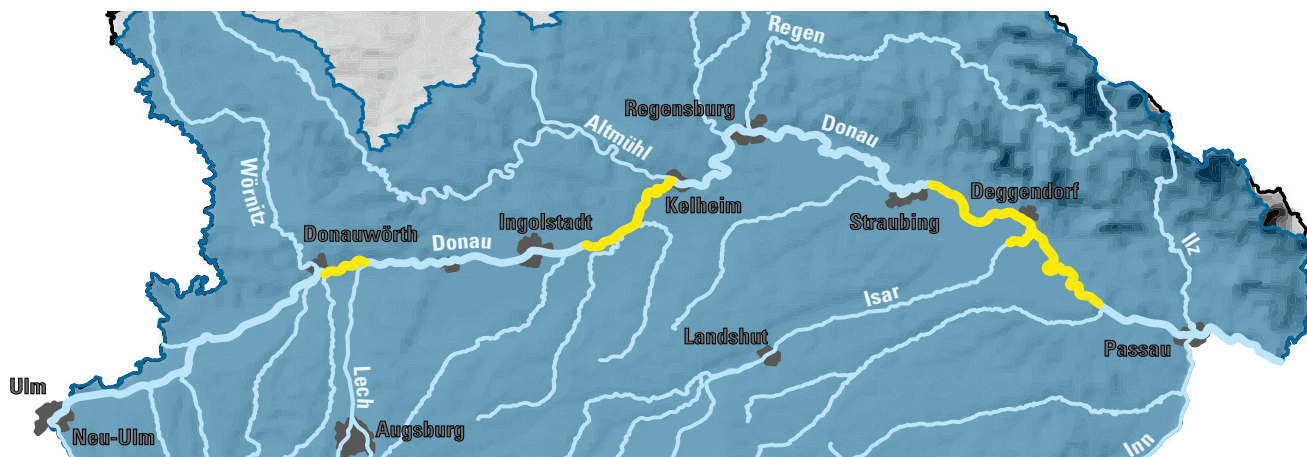 Regen
Regensburg
Donau
Altmühl
Wörnitz
Kelheim
Deggendorf
Straubing
Ingolstadt
Donauwörth
Donau
Ilz
Isar
Landshut
Passau
Ulm
Lech
Neu-Ulm
Augsburg
Inn